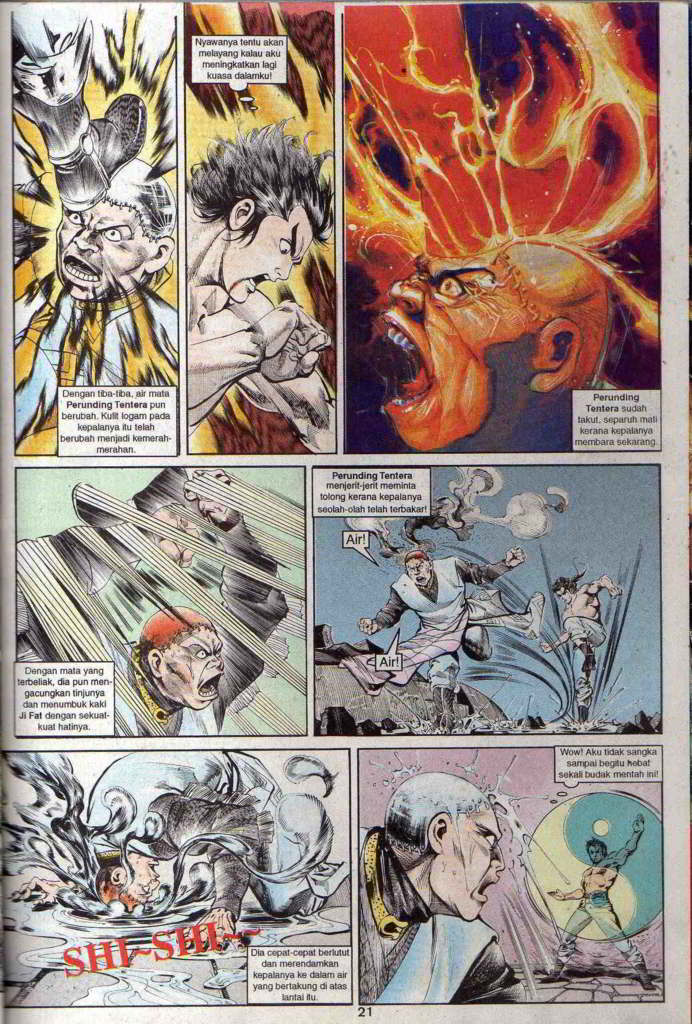 Dengan tiba-tiba, air mata
Perunding Tentera pun
berubah. Kulit logam pada
kepalanya itu telah
berubah menjadi kemerah-
merahan.
Nyawanya tentu akan
melayang kalau aku
meningkatkan lagi
kuasa dalamku!
Perunding
Tentera sudah
takut, separuh mati
kerana kepalanya
membara sekarang.
Dengan mata yang
terbeliak, dia pun men-
gacungkan tinjunya
dan menumbuk kaki
Ji Fat dengan sekuat-
kuat hatinya.
Perunding Tentera
menjerit-jerit meminta
tolong kerana kepalanya
seolah-olah telah terbakar!
Air!
Air!
SHI~SHI~~
Dia cepat-cepat berlutut
dan merendamkan
kepalanya ke dalam air
yang bertakung di atas
lantai itu.
Wow! Aku tidak sangka
sampai begitu hebat
sekali budak mentah ini!
21